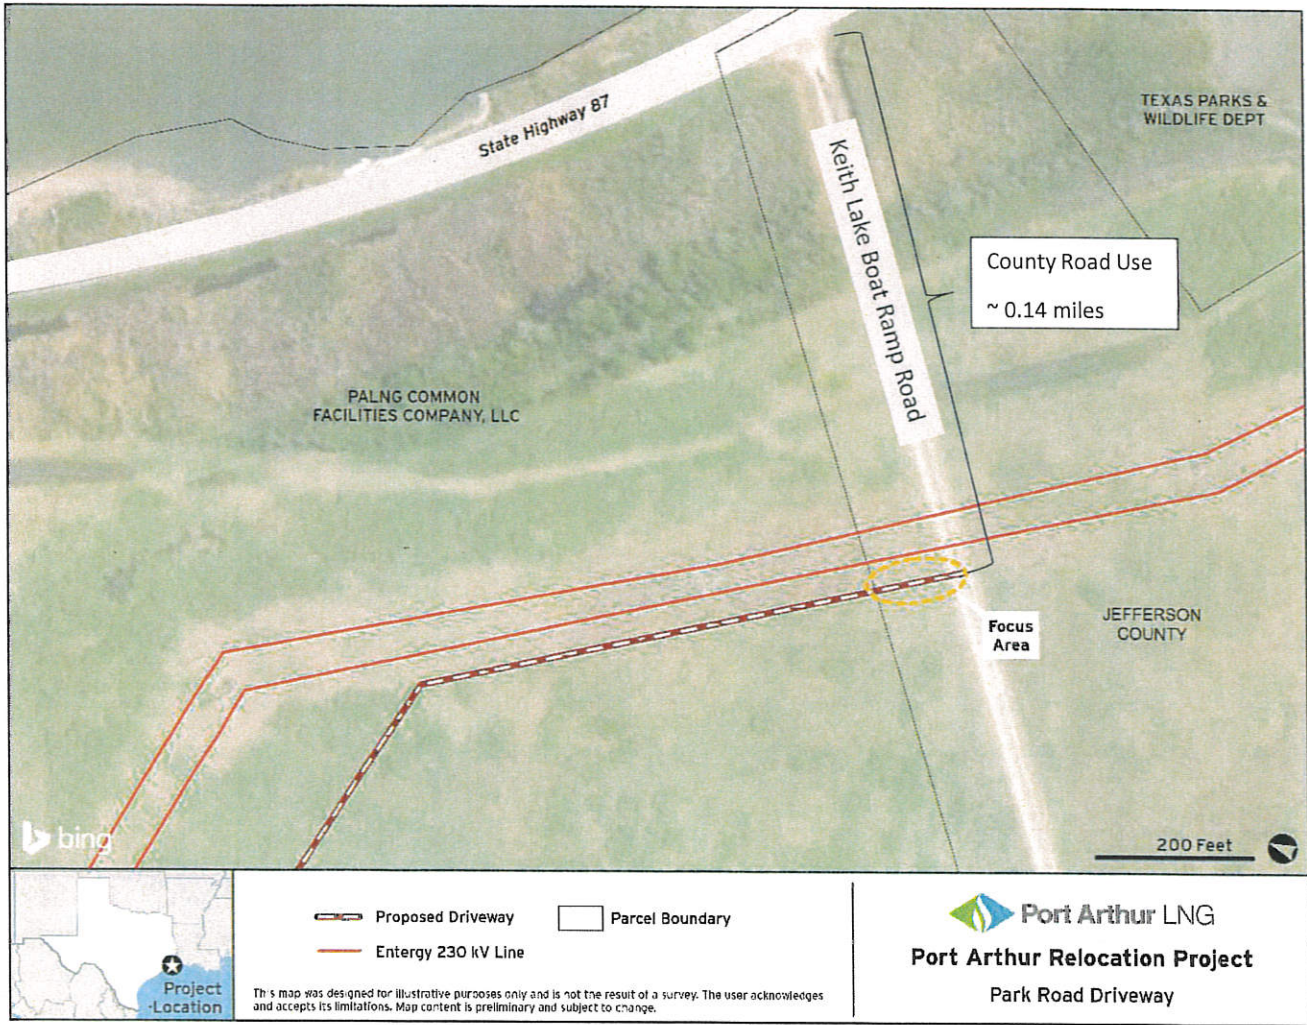 State Highway 87
TEXAS PARKS &
WILDLIFE DEPT
Keith Lake Boat Ramp Road
County Road Use
~ 0.14 miles
PALNG COMMON
FACILITIES COMPANY, LLC
JEFFERSON
COUNTY
Focus
Area
bing
200 Feet
Project
Location
Proposed Driveway
Parcel Boundary
Entergy 230 kV Line
This map was designed for illustrative purposes only and is not the result of a survey. The user acknowledges
and accepts its limitations. Map content is preliminary and subject to change.
Port Arthur LNG
Port Arthur Relocation Project
Park Road Driveway